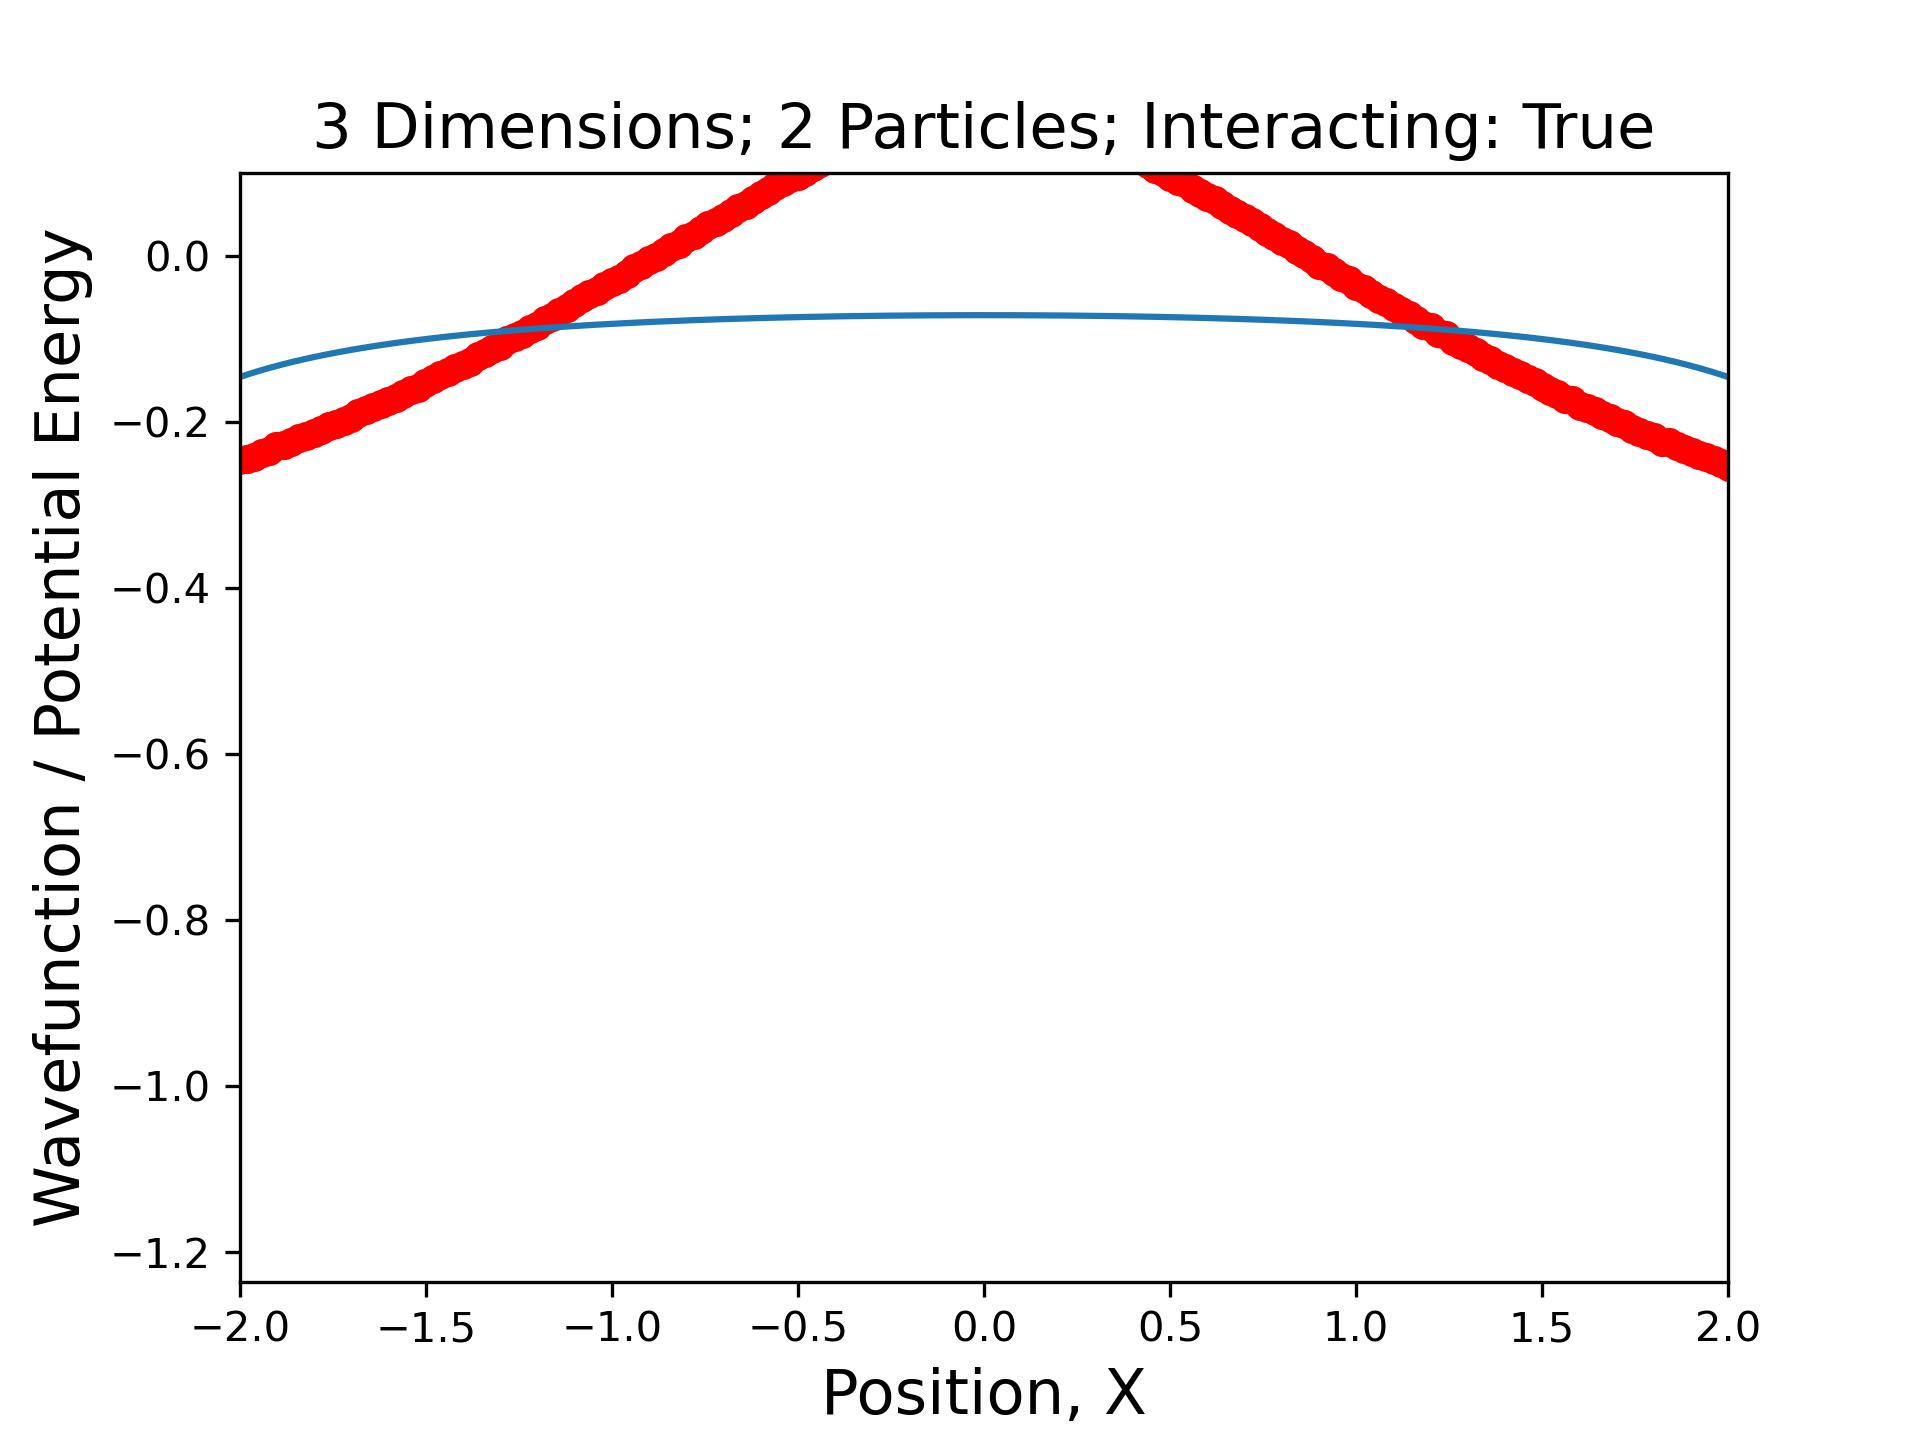 3 Dimensions; 2 Particles; Interacting: True
Wavefunction / Potential Energy
0.0
−0.2
−0.4
−0.6
−0.8
−1.0
−1.2
−2.0 −1.5 −1.0 −0.5 0.0 0.5 1.0 1.5 2.0
Position, X